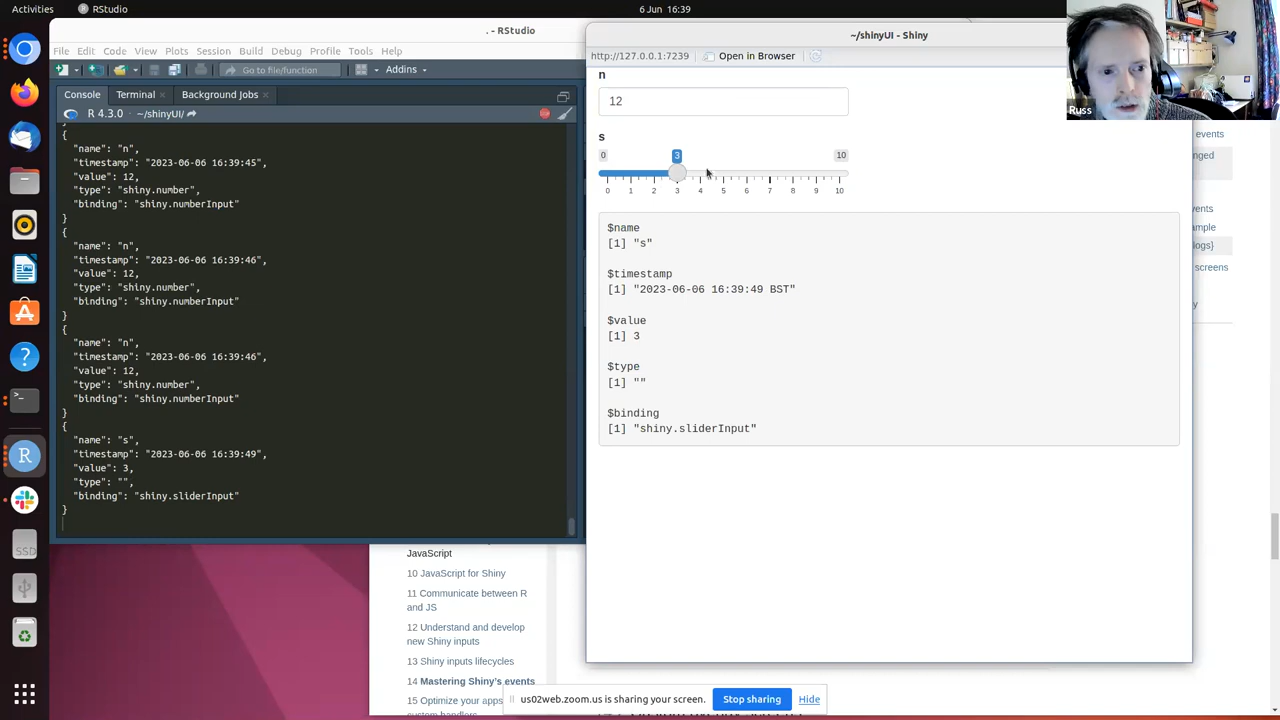 Activities
RStudio
6 Jun 16:39
. - RStudio
File Edit Code View Plots Session Build Debug Profile Tools Help
Go to file/function
Addins
Console Terminal Background Jobs
R 4.3.0 · ~/shinyUI/
{
"name": "n",
"timestamp": "2023-06-06 16:39:45",
"value": 12,
"type": "shiny.number",
"binding": "shiny.numberInput"
}
{
"name": "n",
"timestamp": "2023-06-06 16:39:46",
"value": 12,
"type": "shiny.number",
"binding": "shiny.numberInput"
}
{
"name": "n",
"timestamp": "2023-06-06 16:39:46",
"value": 12,
"type": "shiny.number",
"binding": "shiny.numberInput"
}
{
"name": "s",
"timestamp": "2023-06-06 16:39:49",
"value": 3,
"type": "",
"binding": "shiny.sliderInput"
}
~/shinyUI - Shiny
http://127.0.0.1:7239
Open in Browser
n
12
s
0 3 10
0 1 2 3 4 5 6 7 8 9 10
$name
[1] "s"
$timestamp
[1] "2023-06-06 16:39:49 BST"
$value
[1] 3
$type
[1] ""
$binding
[1] "shiny.sliderInput"
Russ
events
anged
vents
ample
logs}
screens
y
SSD
JavaScript
10 JavaScript for Shiny
11 Communicate between R
and JS
12 Understand and develop
new Shiny inputs
13 Shiny inputs lifecycles
14 Mastering Shiny's events
15 Optimize your apps
custom handlers
us02web.zoom.us is sharing your screen.
Stop sharing
Hide